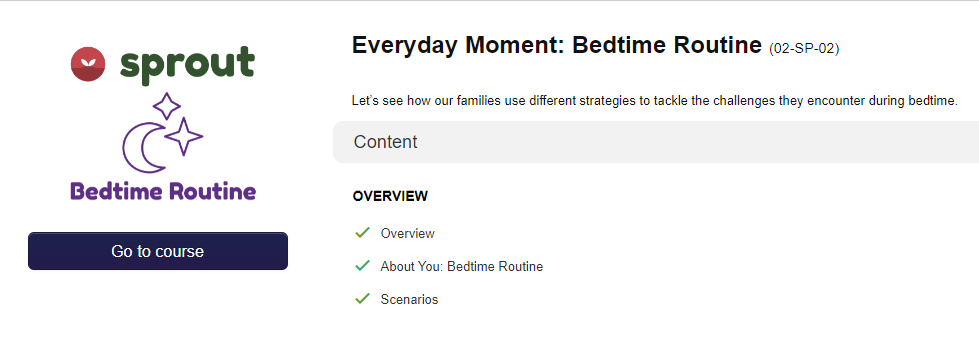 sprout
Bedtime Routine
Go to course
Everyday Moment: Bedtime Routine (02-SP-02)
Let's see how our families use different strategies to tackle the challenges they encounter during bedtime.
Content
OVERVIEW
Overview
About You: Bedtime Routine
Scenarios